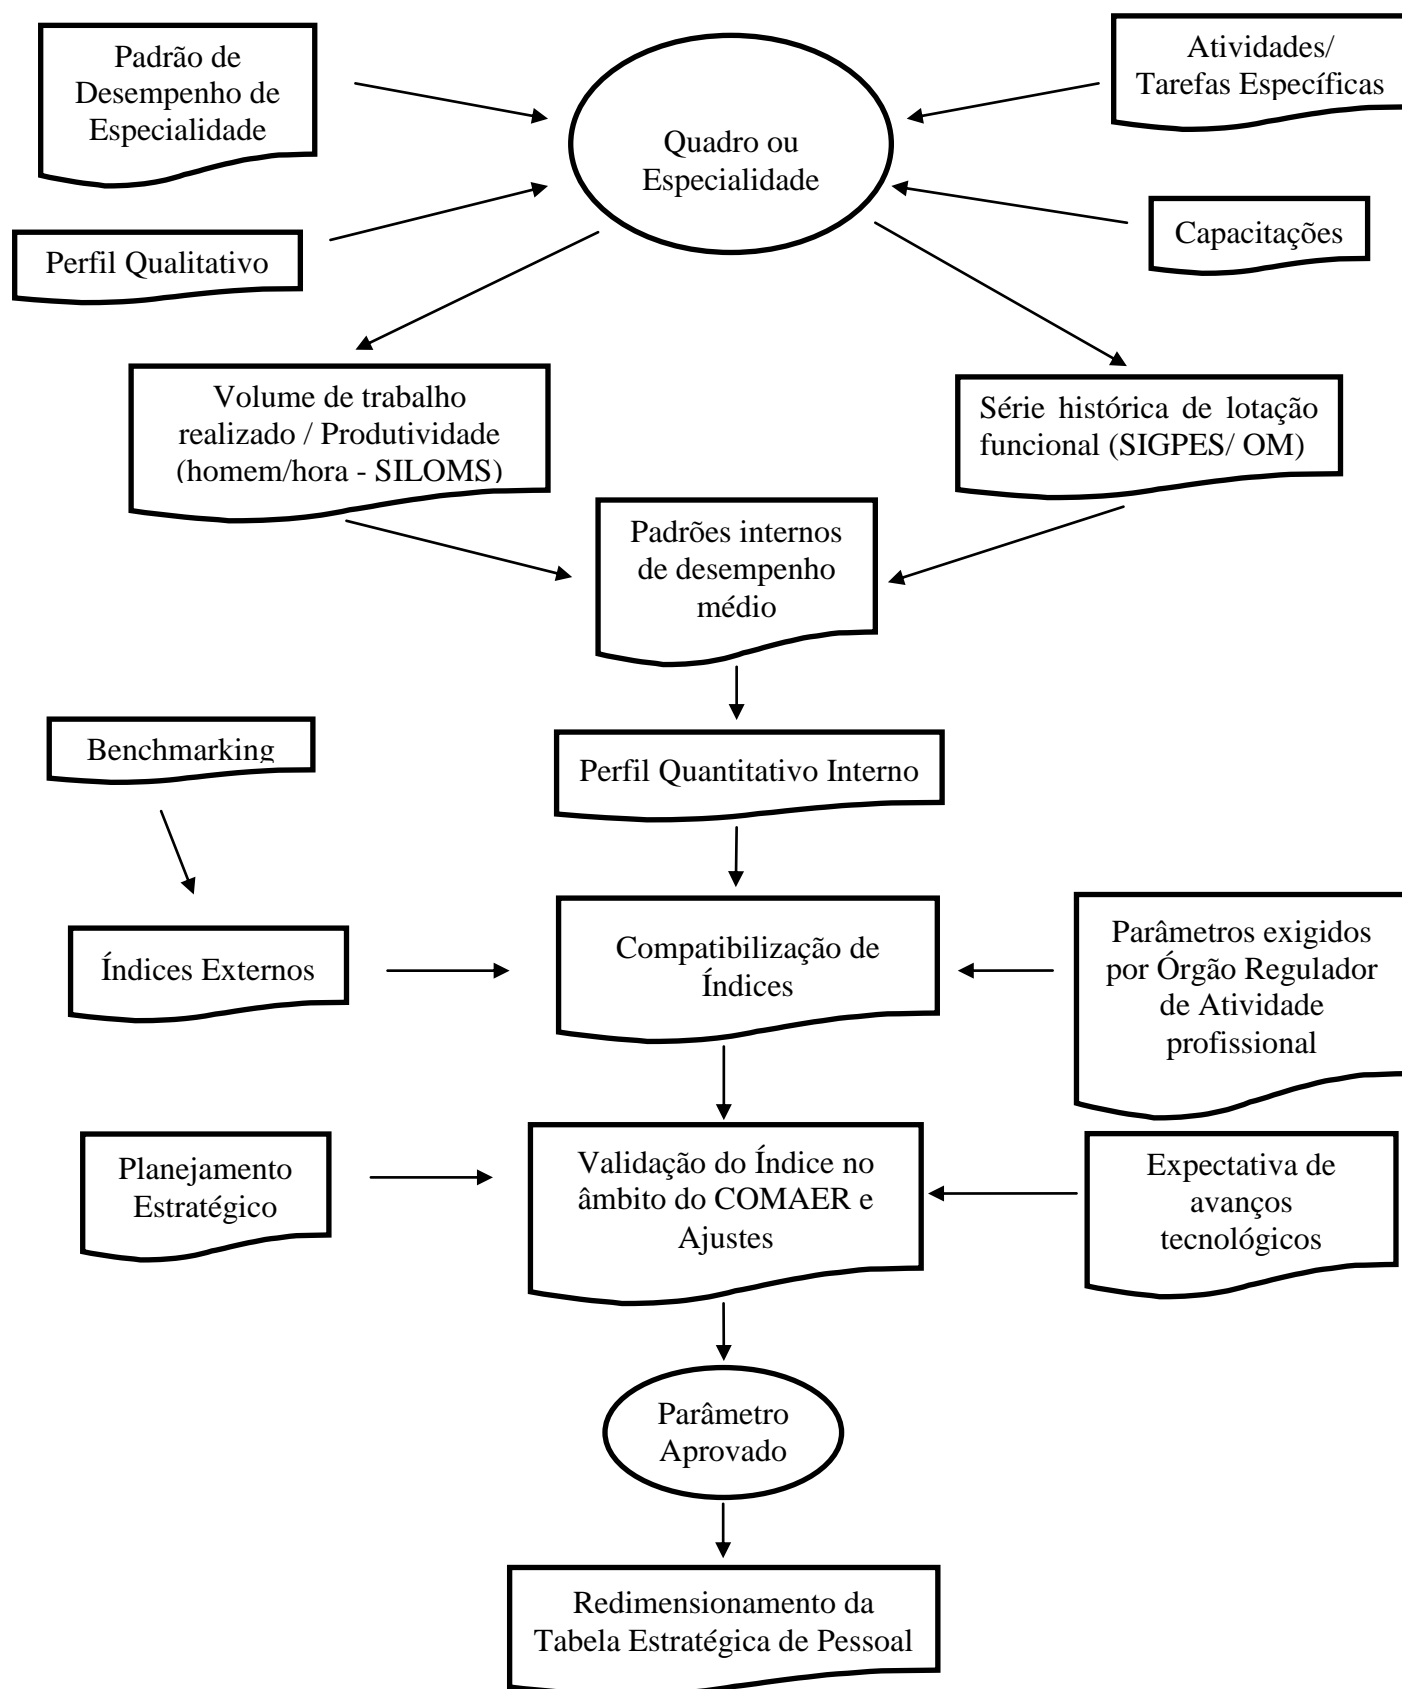 Padrão de
Desempenho de
Especialidade
Atividades/
Tarefas Específicas
Quadro ou
Especialidade
Perfil Qualitativo
Capacitações
Volume de trabalho
realizado / Produtividade
(homem/hora - SILOMS)
Série histórica de lotação
funcional (SIGPES/ OM)
Padrões internos
de desempenho
médio
Benchmarking
Perfil Quantitativo Interno
Índices Externos
Compatibilização de
Índices
Parâmetros exigidos
por Órgão Regulador
de Atividade
profissional
Planejamento
Estratégico
Validação do Índice no
âmbito do COMAER e
Ajustes
Expectativa de
avanços
tecnológicos
Parâmetro
Aprovado
Redimensionamento da
Tabela Estratégica de Pessoal